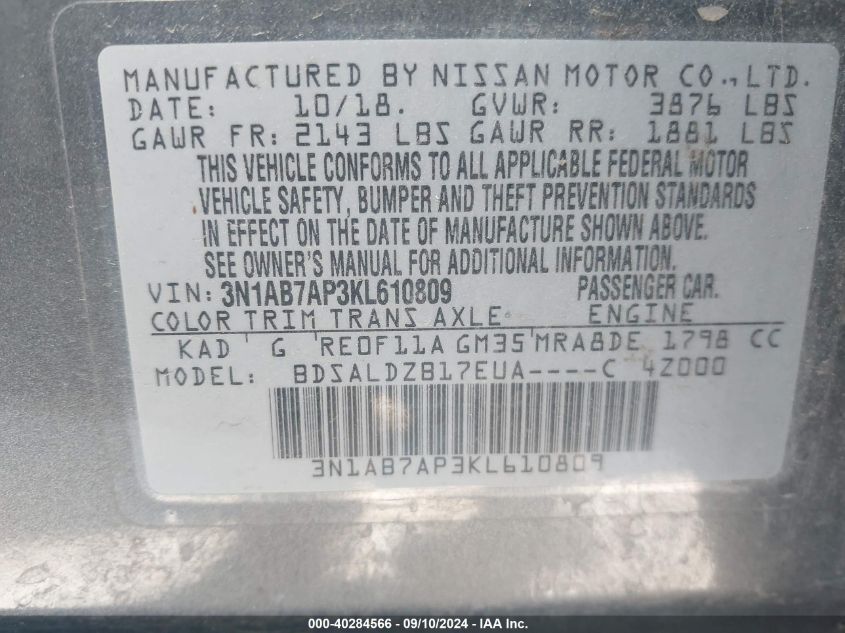 MANUFACTURED BY NISSAN MOTOR CO., LTD.
DATE: 10/18. GVWR: 3876 LBS
GAWR FR: 2143 LBS GAWR RR: 1881 LBS
THIS VEHICLE CONFORMS TO ALL APPLICABLE FEDERAL MOTOR
VEHICLE SAFETY, BUMPER AND THEFT PREVENTION STANDARDS
IN EFFECT ON THE DATE OF MANUFACTURE SHOWN ABOVE.
SEE OWNER'S MANUAL FOR ADDITIONAL INFORMATION.
VIN: 3N1AB7AP3KL610809 PASSENGER CAR.
COLOR TRIM TRANS AXLE ENGINE
KAD G RE0F11A GM35 MRA8DE 1798 CC
MODEL: BDSALDZB17EUA----C 4Z000
3N1AB7AP3KL610809
000-40284566 - 09/10/2024 - IAA Inc.